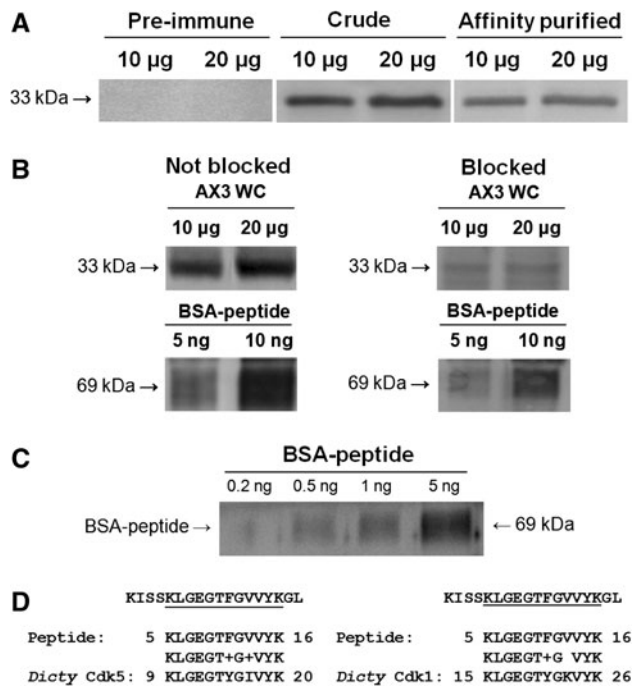 A
Pre-immune Crude Affinity purified
10 µg 20 µg 10 µg 20 µg 10 µg 20 µg
33 kDa →
B
Not blocked Blocked
AX3 WC AX3 WC
10 µg 20 µg 10 µg 20 µg
33 kDa → 33 kDa →
BSA-peptide BSA-peptide
5 ng 10 ng 5 ng 10 ng
69 kDa → 69 kDa →
C
BSA-peptide
0.2 ng 0.5 ng 1 ng 5 ng
BSA-peptide → ← 69 kDa
D
KISSKLGEGTFGVVYKGL KISSKLGEGTFGVVYKGL
Peptide: 5 KLGEGTFGVVYK 16 Peptide: 5 KLGEGTFGVVYK 16
KLGEGT+G+VYK KLGEGT+G VYK
Dicty Cdk5: 9 KLGEGTYGIVYK 20 Dicty Cdk1: 15 KLGEGTYGKVYK 26